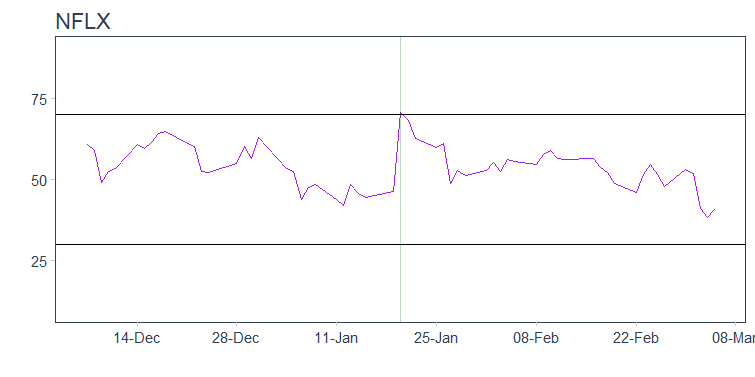 NFLX
75
50
25
14-Dec
28-Dec
11-Jan
25-Jan
08-Feb
22-Feb
08-Mar